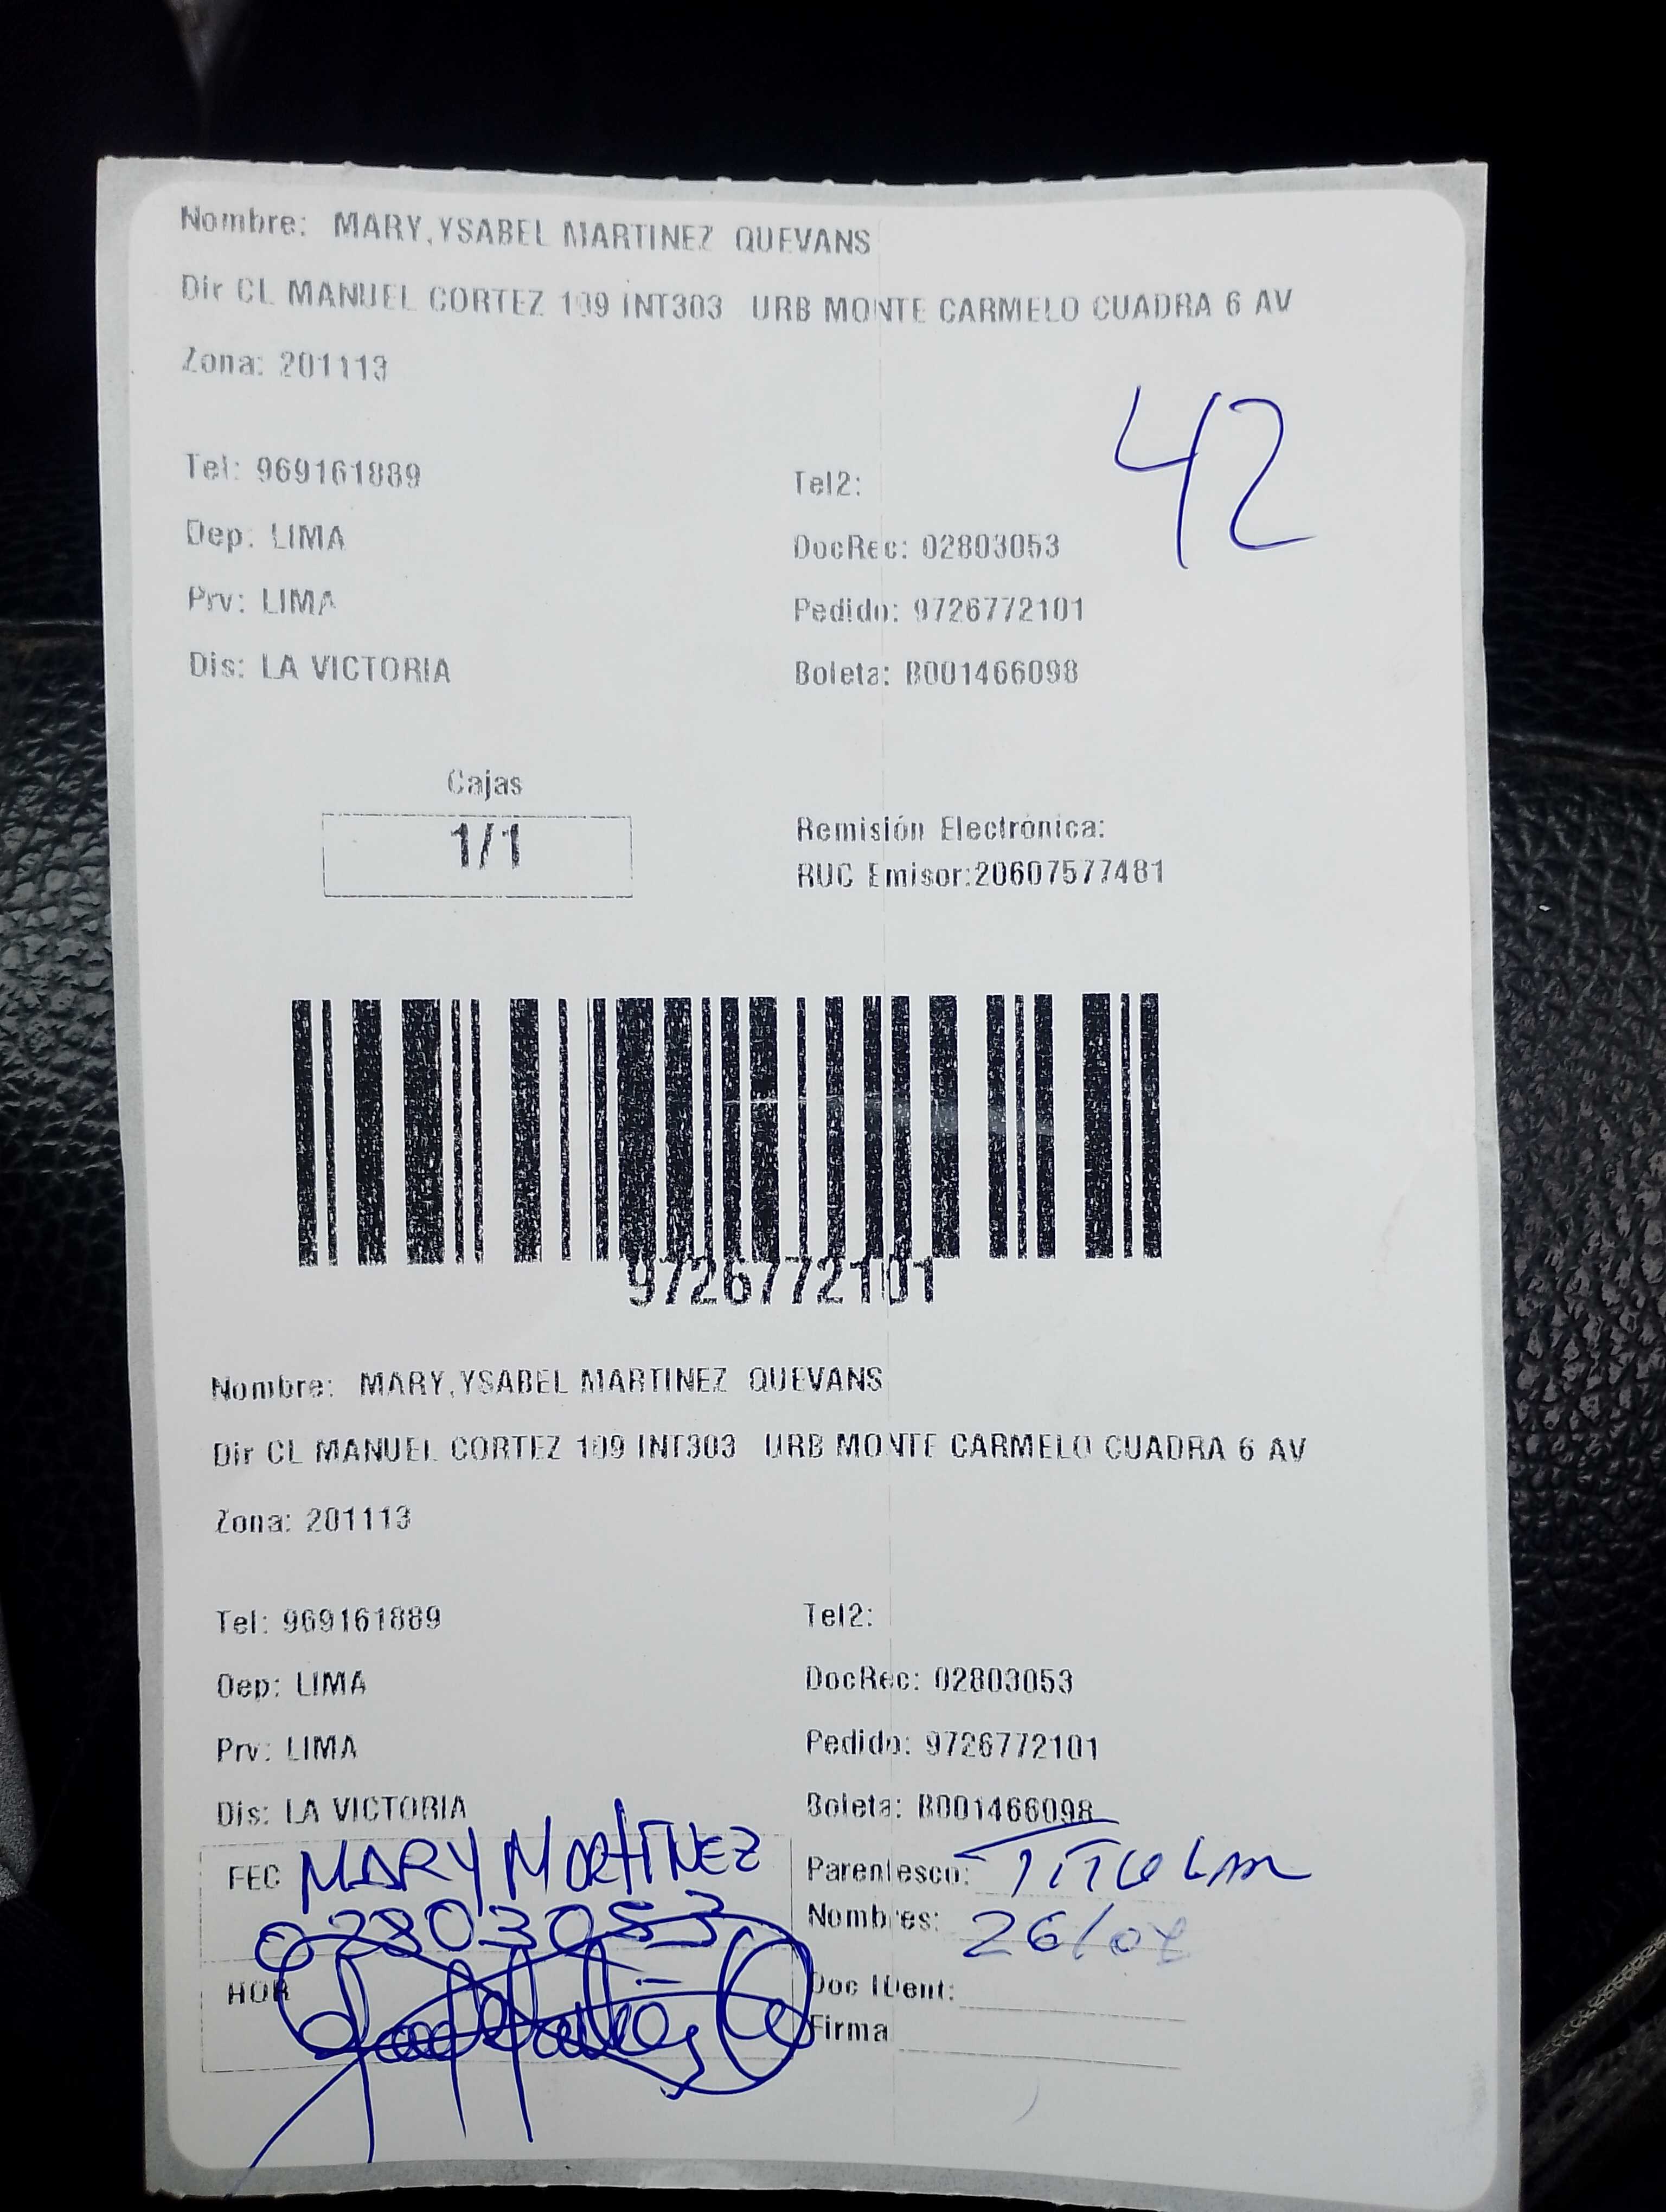 Nombre: MARY,YSABEL MARTINEZ QUEVANS
Dir CL MANUEL CORTEZ 109 INT303 URB MONTE CARMELO CUADRA 6 AV
Zona: 201113
42
Tel: 969161889 Tel2:
Dep: LIMA DocRec: 02803053
Prv: LIMA Pedido: 9726772101
Dis: LA VICTORIA Boleta: B001466098
Cajas
1/1
Remisión Electrónica:
RUC Emisor:20607577481
9726772101
Nombre: MARY,YSABEL MARTINEZ QUEVANS
Dir CL MANUEL CORTEZ 109 INT303 URB MONTE CARMELO CUADRA 6 AV
Zona: 201113
Tel: 969161889 Tel2:
Dep: LIMA DocRec: 02803053
Prv: LIMA Pedido: 9726772101
Dis: LA VICTORIA Boleta: B001466098
FEC MARY MARTINEZ Parentesco: TITULAR
02803053 Nombres: 26/08
HOR Doc IDent:
Firma